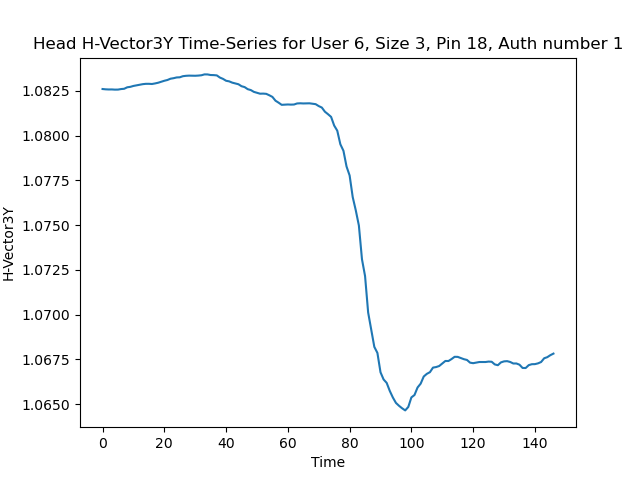 Head H-Vector3Y Time-Series for User 6, Size 3, Pin 18, Auth number 1
H-Vector3Y
1.0825
1.0800
1.0775
1.0750
1.0725
1.0700
1.0675
1.0650
0 20 40 60 80 100 120 140
Time